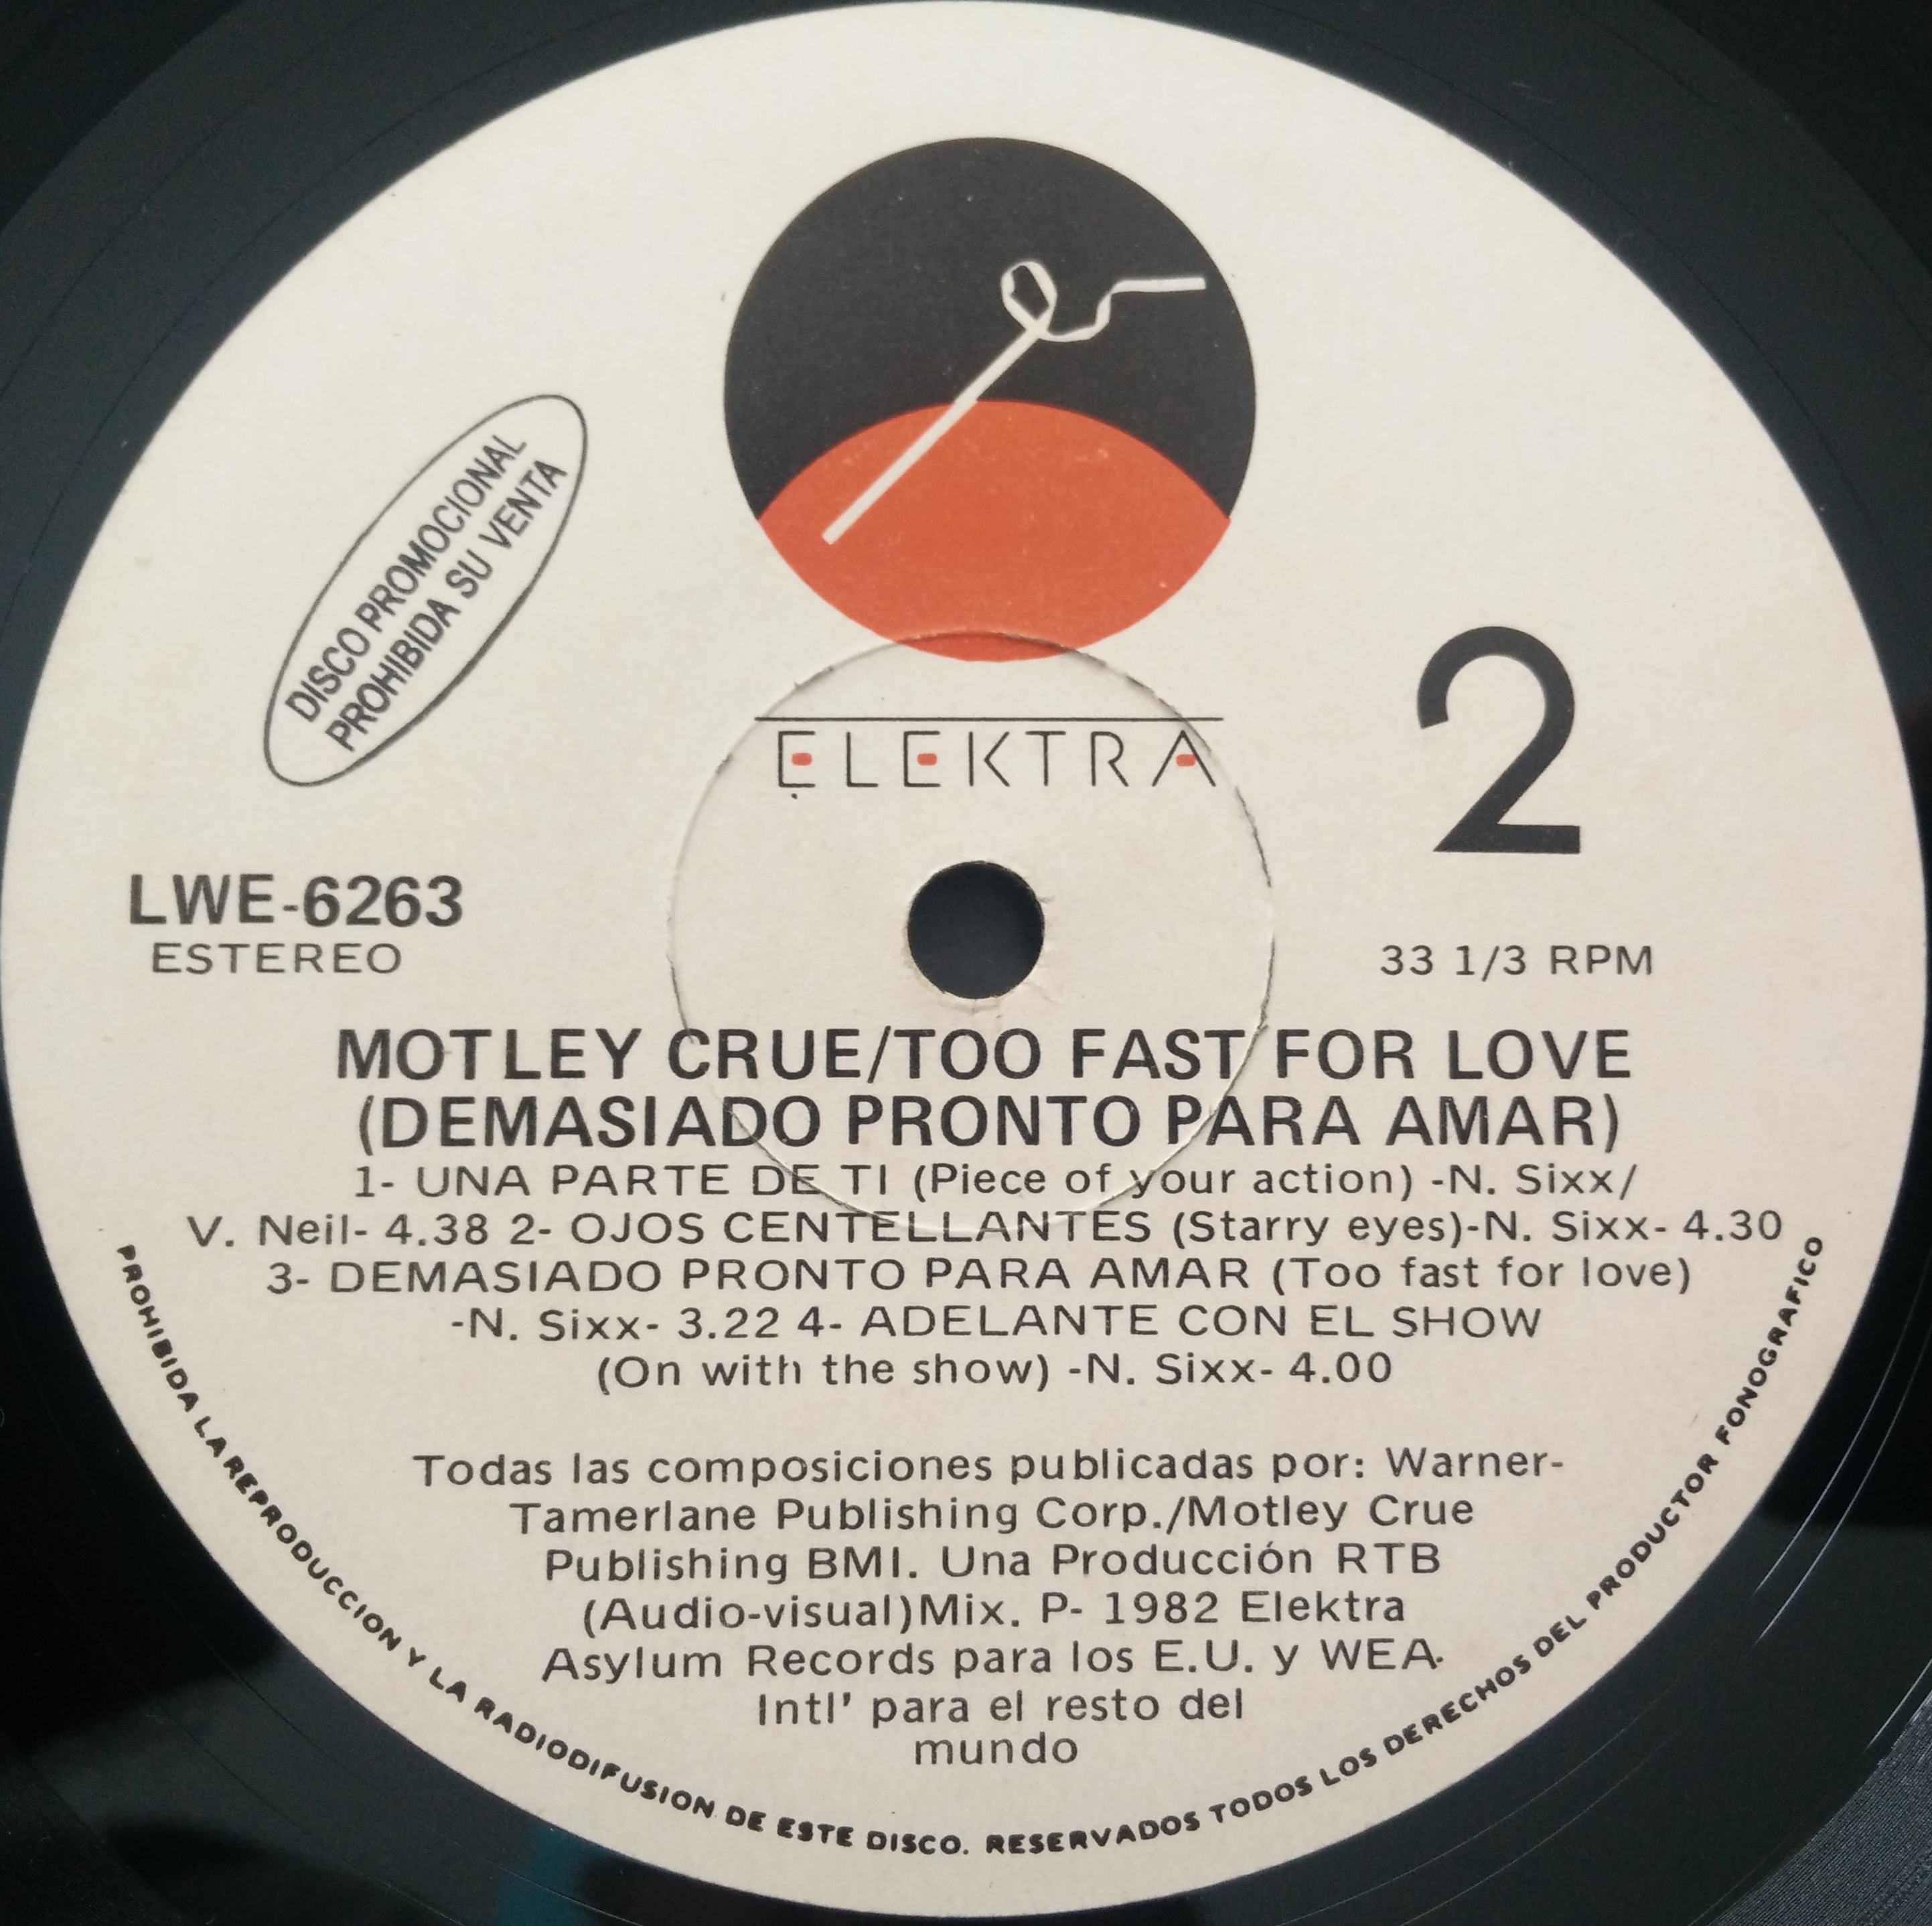 DISCO PROMOCIONAL
PROHIBIDA SU VENTA
ELEKTRA
2
LWE-6263
ESTEREO
33 1/3 RPM
MOTLEY CRUE/TOO FAST FOR LOVE
(DEMASIADO PRONTO PARA AMAR)
1- UNA PARTE DE TI (Piece of your action) -N. Sixx/
V. Neil- 4.38 2- OJOS CENTELLANTES (Starry eyes)-N. Sixx- 4.30
3- DEMASIADO PRONTO PARA AMAR (Too fast for love)
-N. Sixx- 3.22 4- ADELANTE CON EL SHOW
(On with the show) -N. Sixx- 4.00
Todas las composiciones publicadas por: Warner-
Tamerlane Publishing Corp./Motley Crue
Publishing BMI. Una Producción RTB
(Audio-visual)Mix. P- 1982 Elektra
Asylum Records para los E.U. y WEA.
Intl' para el resto del
mundo
PROHIBIDA LA REPRODUCCION Y LA RADIODIFUSION DE ESTE DISCO. RESERVADOS TODOS LOS DERECHOS DEL PRODUCTOR FONOGRAFICO